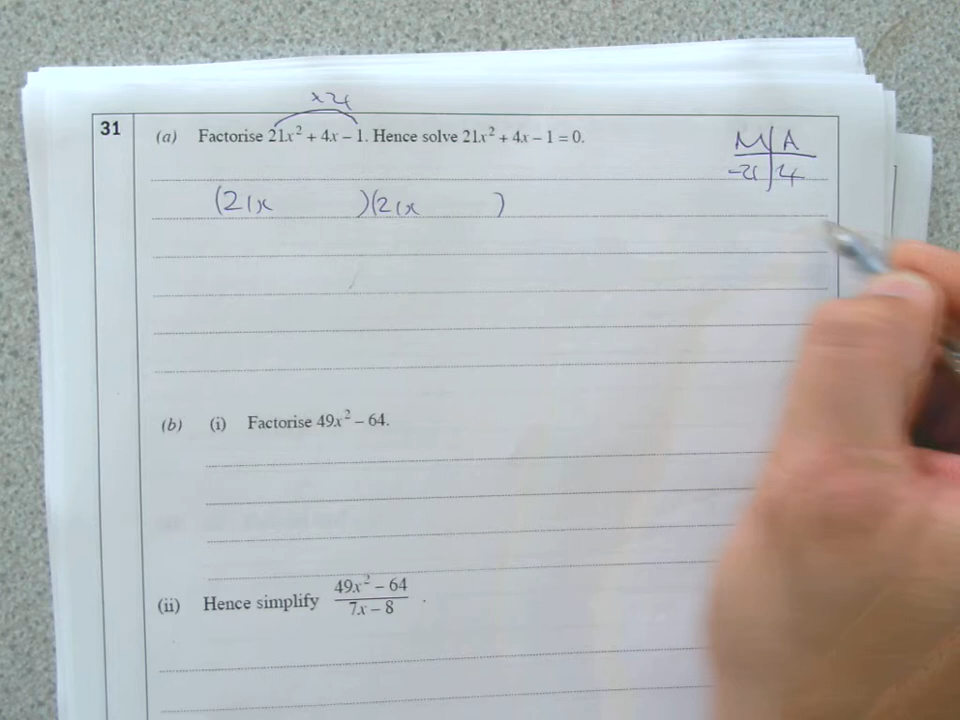 ×21
31 (a) Factorise 21x² + 4x − 1. Hence solve 21x² + 4x − 1 = 0.
M A
−21 4
(21x )(21x )
(b) (i) Factorise 49x² − 64.
(ii) Hence simplify 49x² − 64
7x − 8 .